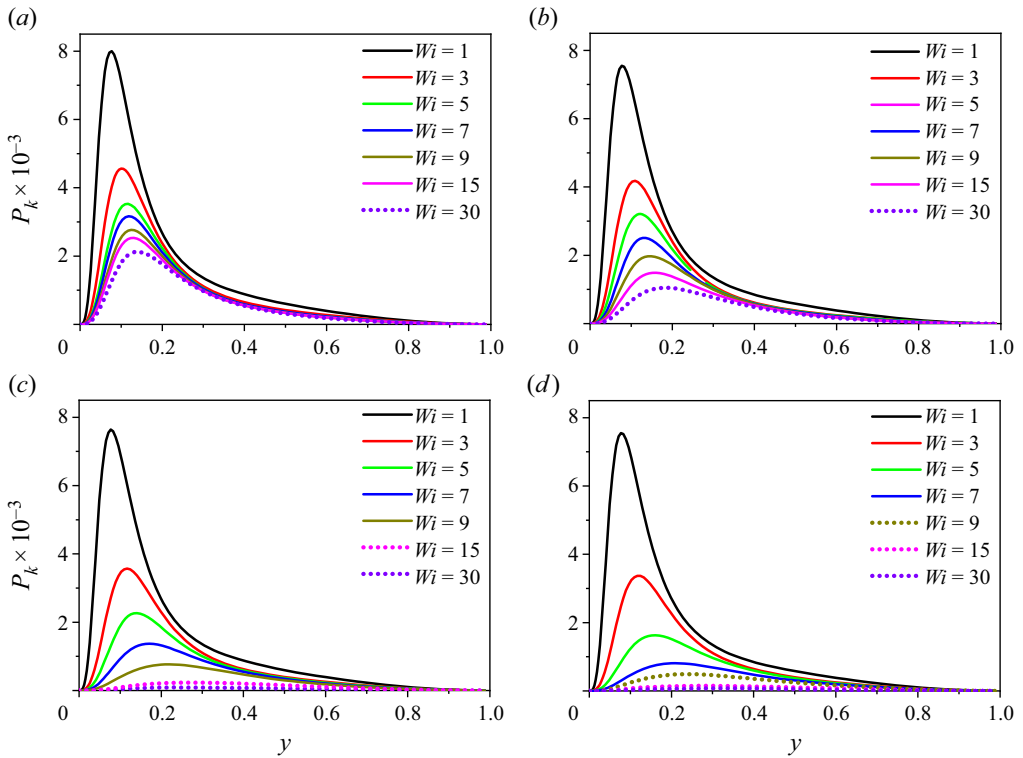 (a)
8
6
4
2
0
0.2
0.4
0.6
0.8
1.0
P_k × 10^{–3}
Wi = 1
Wi = 3
Wi = 5
Wi = 7
Wi = 9
Wi = 15
Wi = 30
(b)
8
6
4
2
0
0.2
0.4
0.6
0.8
1.0
Wi = 1
Wi = 3
Wi = 5
Wi = 7
Wi = 9
Wi = 15
Wi = 30
(c)
8
6
4
2
0
0.2
0.4
0.6
0.8
1.0
P_k × 10^{–3}
y
Wi = 1
Wi = 3
Wi = 5
Wi = 7
Wi = 9
Wi = 15
Wi = 30
(d)
8
6
4
2
0
0.2
0.4
0.6
0.8
1.0
y
Wi = 1
Wi = 3
Wi = 5
Wi = 7
Wi = 9
Wi = 15
Wi = 30